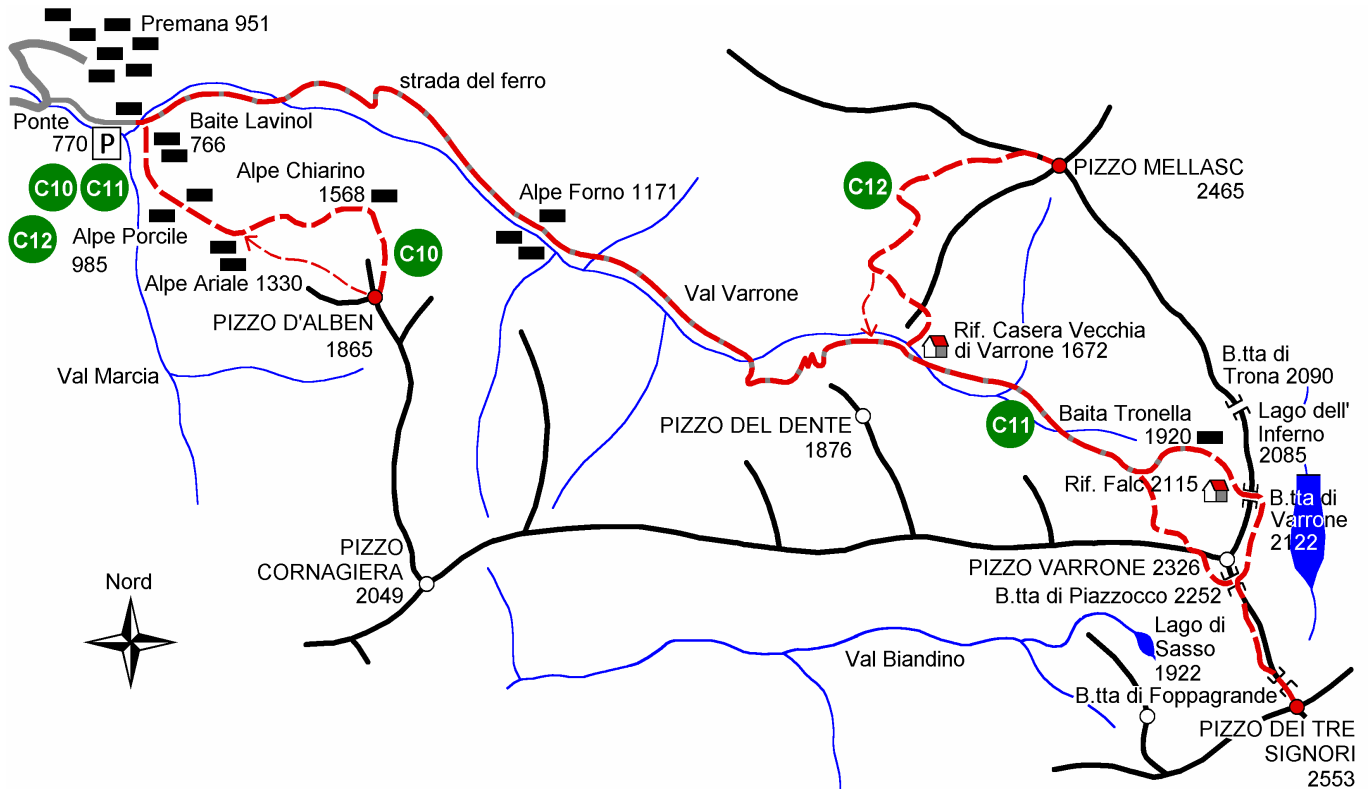 Premana 951
strada del ferro
Ponte
770
P
Baite Lavinol
766
C10
C11
C12
Alpe Chiarino
1568
Alpe Forno 1171
C12
PIZZO MELLASC
2465
Alpe Porcile
985
C10
Alpe Ariale 1330
PIZZO D'ALBEN
1865
Val Varrone
Rif. Casera Vecchia
di Varrone 1672
Val Marcia
B.tta di
Trona 2090
PIZZO DEL DENTE
1876
C11
Baita Tronella
1920
Lago dell'
Inferno
2085
Rif. Falc 2115
B.tta di
Varrone
2122
PIZZO
CORNAGIERA
2049
PIZZO VARRONE 2326
B.tta di Piazzocco 2252
Nord
Lago di
Sasso
1922
Val Biandino
B.tta di Foppagrande
PIZZO DEI TRE
SIGNORI
2553